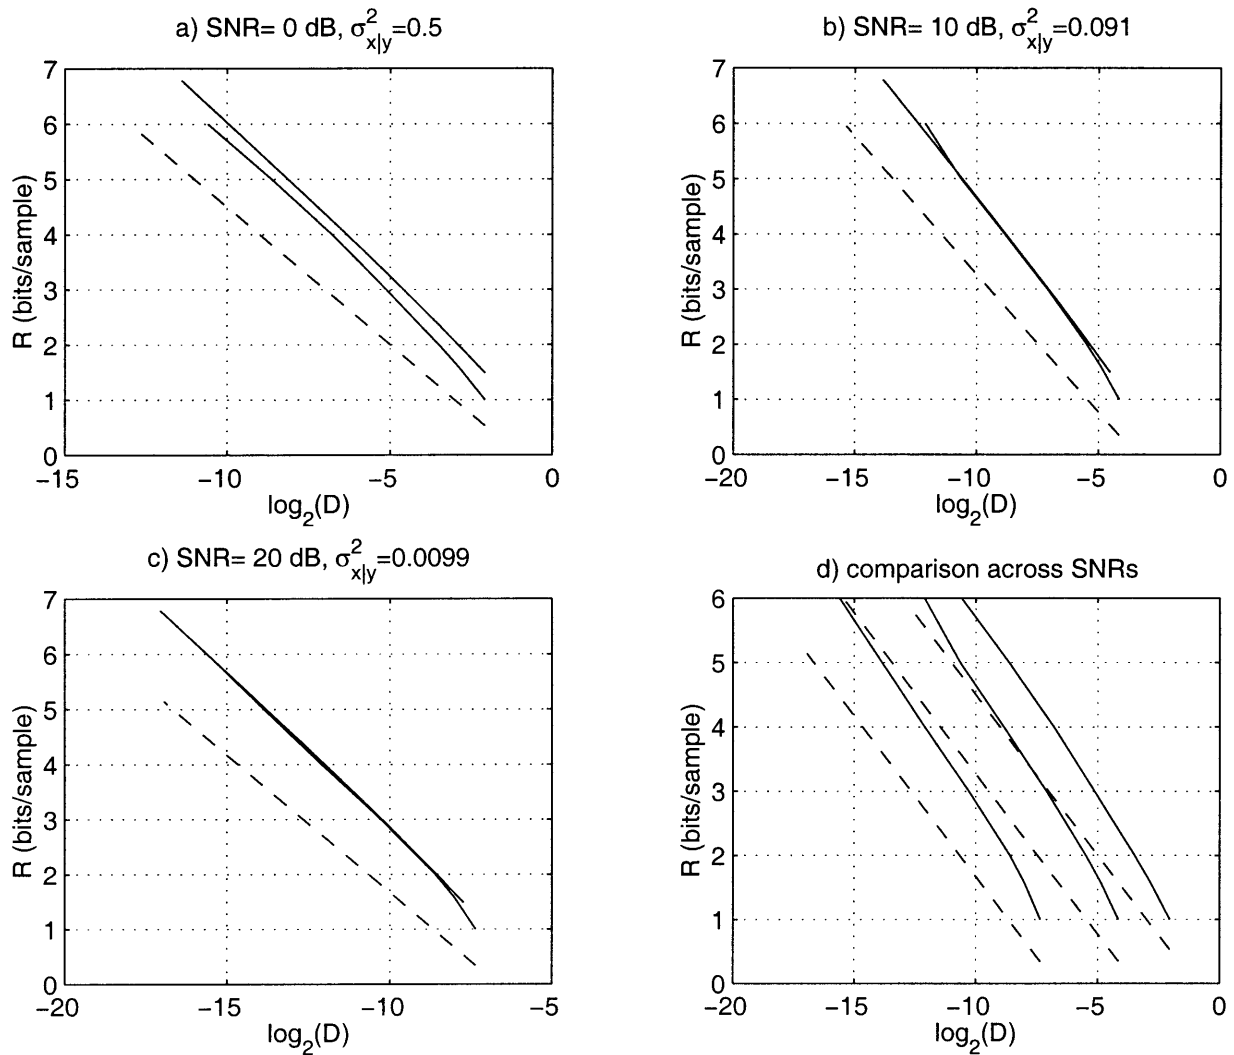 a) SNR= 0 dB, σ²ₓ|ᵧ=0.5
7
6
5
4
3
2
1
0
R (bits/sample)
−15 −10 −5 0
log₂(D)
b) SNR= 10 dB, σ²ₓ|ᵧ=0.091
7
6
5
4
3
2
1
0
R (bits/sample)
−20 −15 −10 −5 0
log₂(D)
c) SNR= 20 dB, σ²ₓ|ᵧ=0.0099
7
6
5
4
3
2
1
0
R (bits/sample)
−20 −15 −10 −5
log₂(D)
d) comparison across SNRs
6
5
4
3
2
1
0
R (bits/sample)
−20 −15 −10 −5 0
log₂(D)